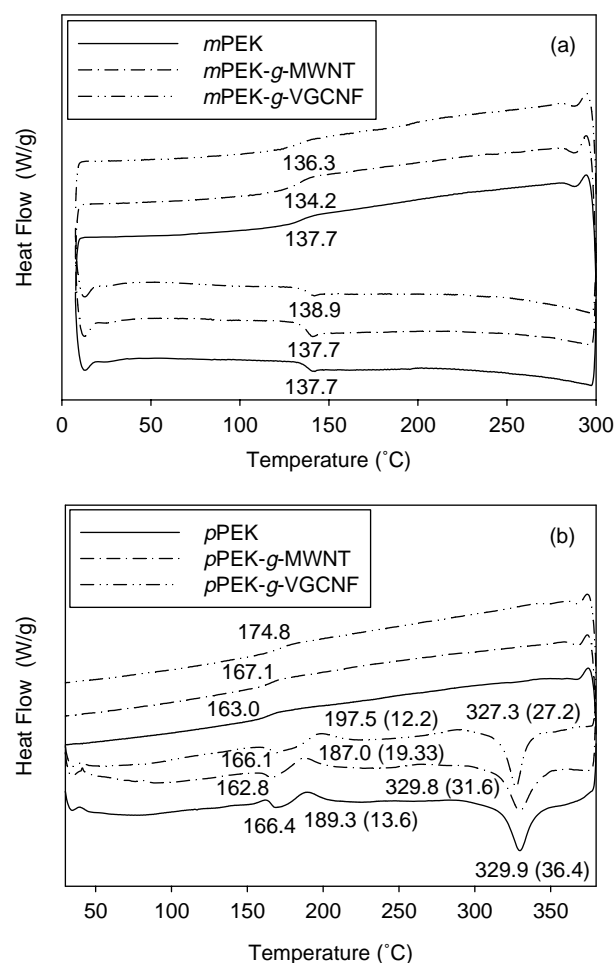 (a)
mPEK
mPEK-g-MWNT
mPEK-g-VGCNF
Heat Flow (W/g)
136.3
134.2
137.7
138.9
137.7
137.7
0 50 100 150 200 250 300
Temperature (˚C)
(b)
pPEK
pPEK-g-MWNT
pPEK-g-VGCNF
Heat Flow (W/g)
174.8
167.1
163.0
197.5 (12.2) 327.3 (27.2)
166.1 187.0 (19.33)
162.8 329.8 (31.6)
166.4 189.3 (13.6)
329.9 (36.4)
50 100 150 200 250 300 350
Temperature (˚C)